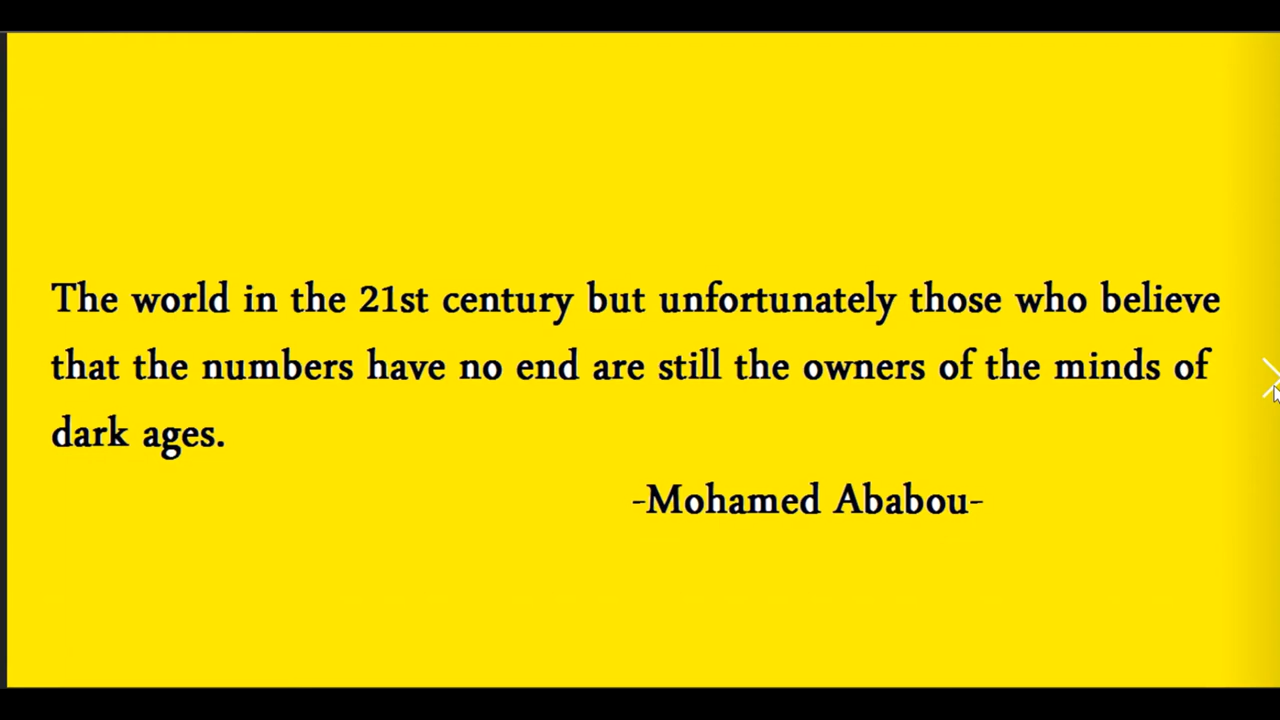 The world in the 21st century but unfortunately those who believe
that the numbers have no end are still the owners of the minds of
dark ages.
-Mohamed Ababou-